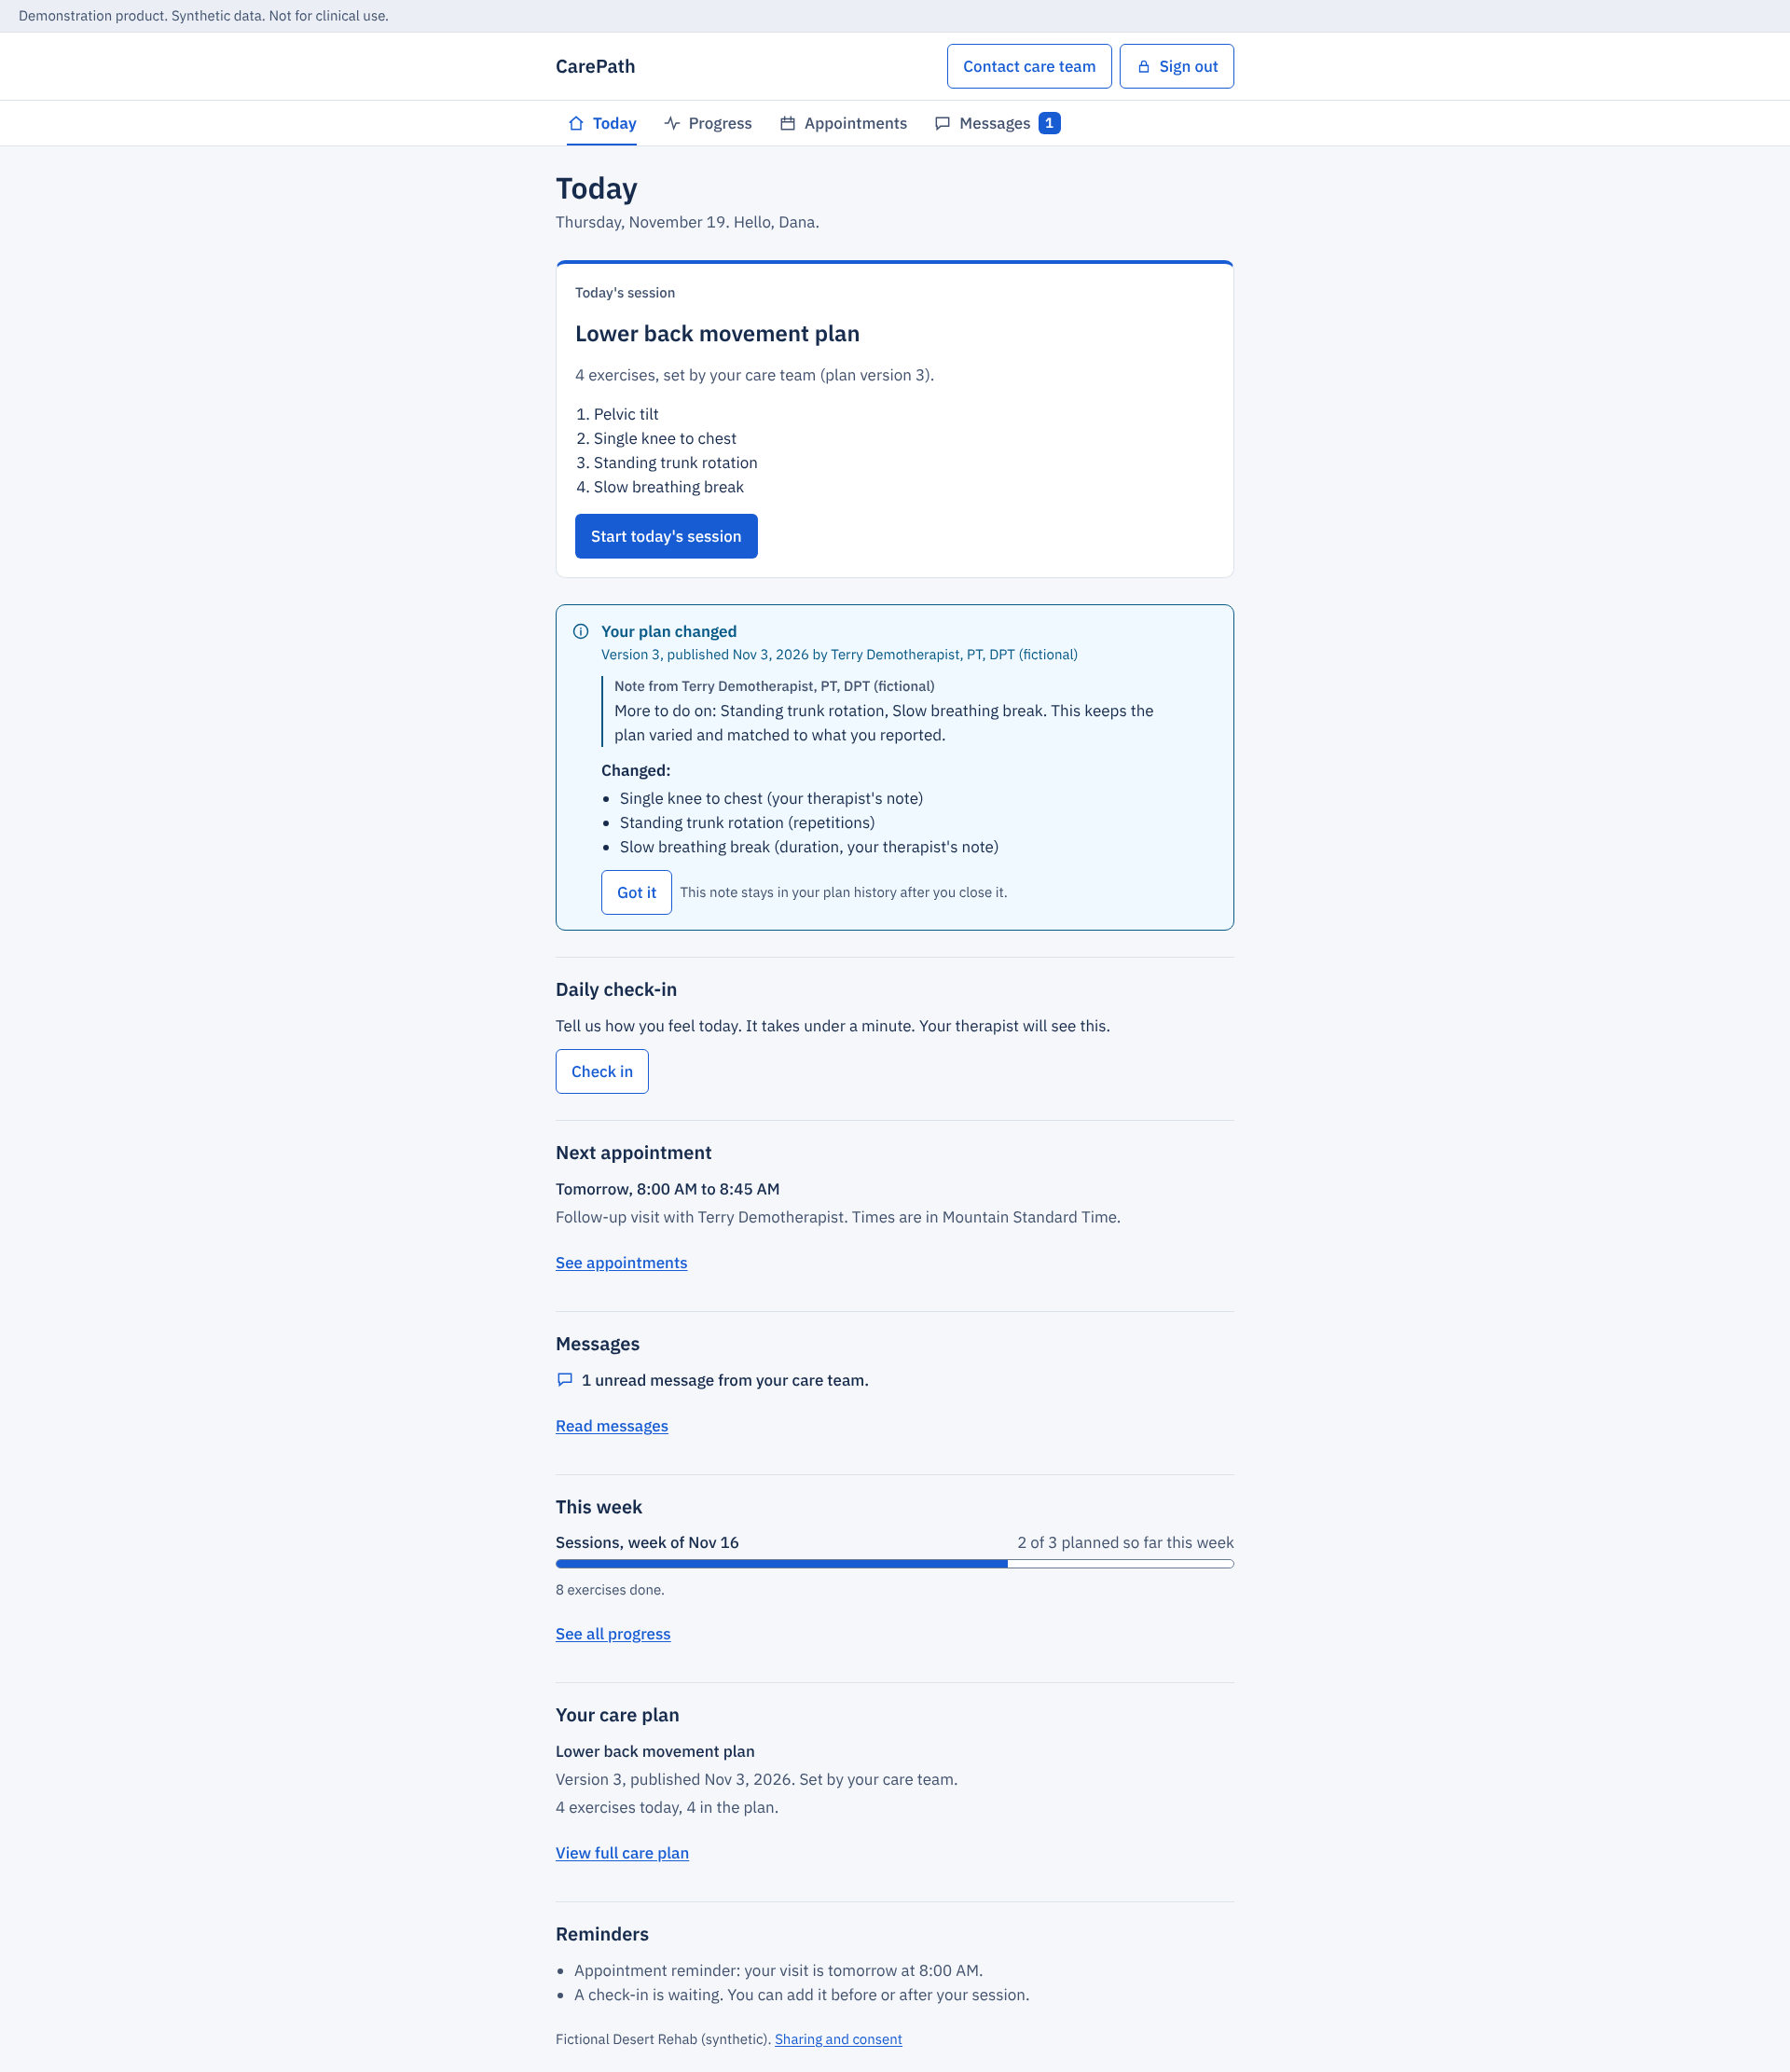 Demonstration product. Synthetic data. Not for clinical use.
CarePath
Contact care team
Sign out
Today
Progress
Appointments
Messages 1
Today
Thursday, November 19. Hello, Dana.
Today's session
Lower back movement plan
4 exercises, set by your care team (plan version 3).
1. Pelvic tilt
2. Single knee to chest
3. Standing trunk rotation
4. Slow breathing break
Start today's session
Your plan changed
Version 3, published Nov 3, 2026 by Terry Demotherapist, PT, DPT (fictional)
Note from Terry Demotherapist, PT, DPT (fictional)
More to do on: Standing trunk rotation, Slow breathing break. This keeps the
plan varied and matched to what you reported.
Changed:
• Single knee to chest (your therapist's note)
• Standing trunk rotation (repetitions)
• Slow breathing break (duration, your therapist's note)
Got it
This note stays in your plan history after you close it.
Daily check-in
Tell us how you feel today. It takes under a minute. Your therapist will see this.
Check in
Next appointment
Tomorrow, 8:00 AM to 8:45 AM
Follow-up visit with Terry Demotherapist. Times are in Mountain Standard Time.
See appointments
Messages
1 unread message from your care team.
Read messages
This week
Sessions, week of Nov 16
2 of 3 planned so far this week
8 exercises done.
See all progress
Your care plan
Lower back movement plan
Version 3, published Nov 3, 2026. Set by your care team.
4 exercises today, 4 in the plan.
View full care plan
Reminders
• Appointment reminder: your visit is tomorrow at 8:00 AM.
• A check-in is waiting. You can add it before or after your session.
Fictional Desert Rehab (synthetic). Sharing and consent